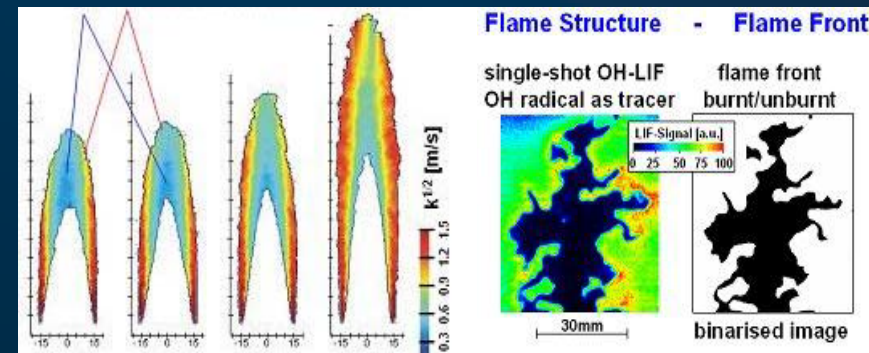 Flame Structure - Flame Front
single-shot OH-LIF
OH radical as tracer
flame front
burnt/unburnt
LIF-Signal [a.u.]
0 25 50 75 100
30mm
binarised image
k^1/2 [m/s]
0.3 0.6 0.9 1.2 1.5
-15 0 15
-15 0 15
-15 0 15
-15 0 15